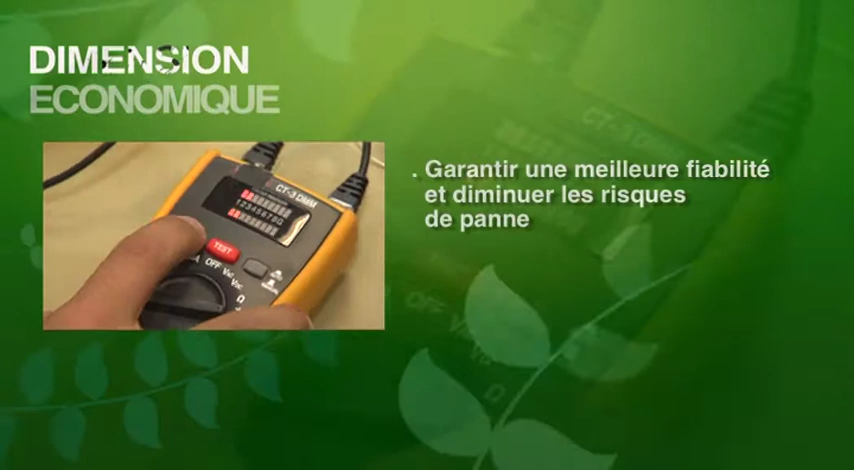 DIMENSION
ECONOMIQUE
. Garantir une meilleure fiabilité
et diminuer les risques
de panne
CT-3 DMM
TEST
OFF